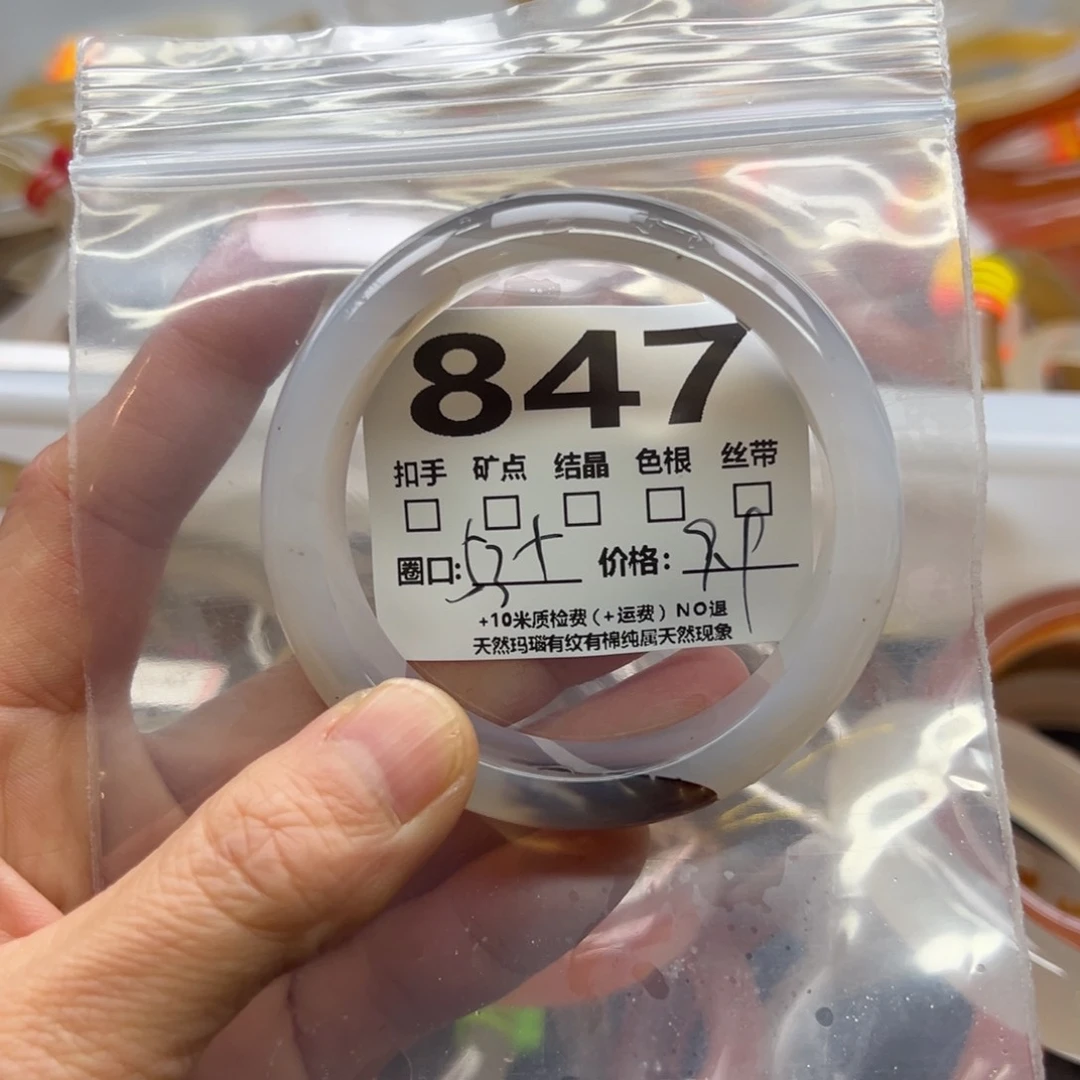 847
扣手 矿点 结晶 色根 丝带
圈口: 价格:
+10米质检费(+运费) NO退
天然玛瑙有纹有棉纯属天然现象